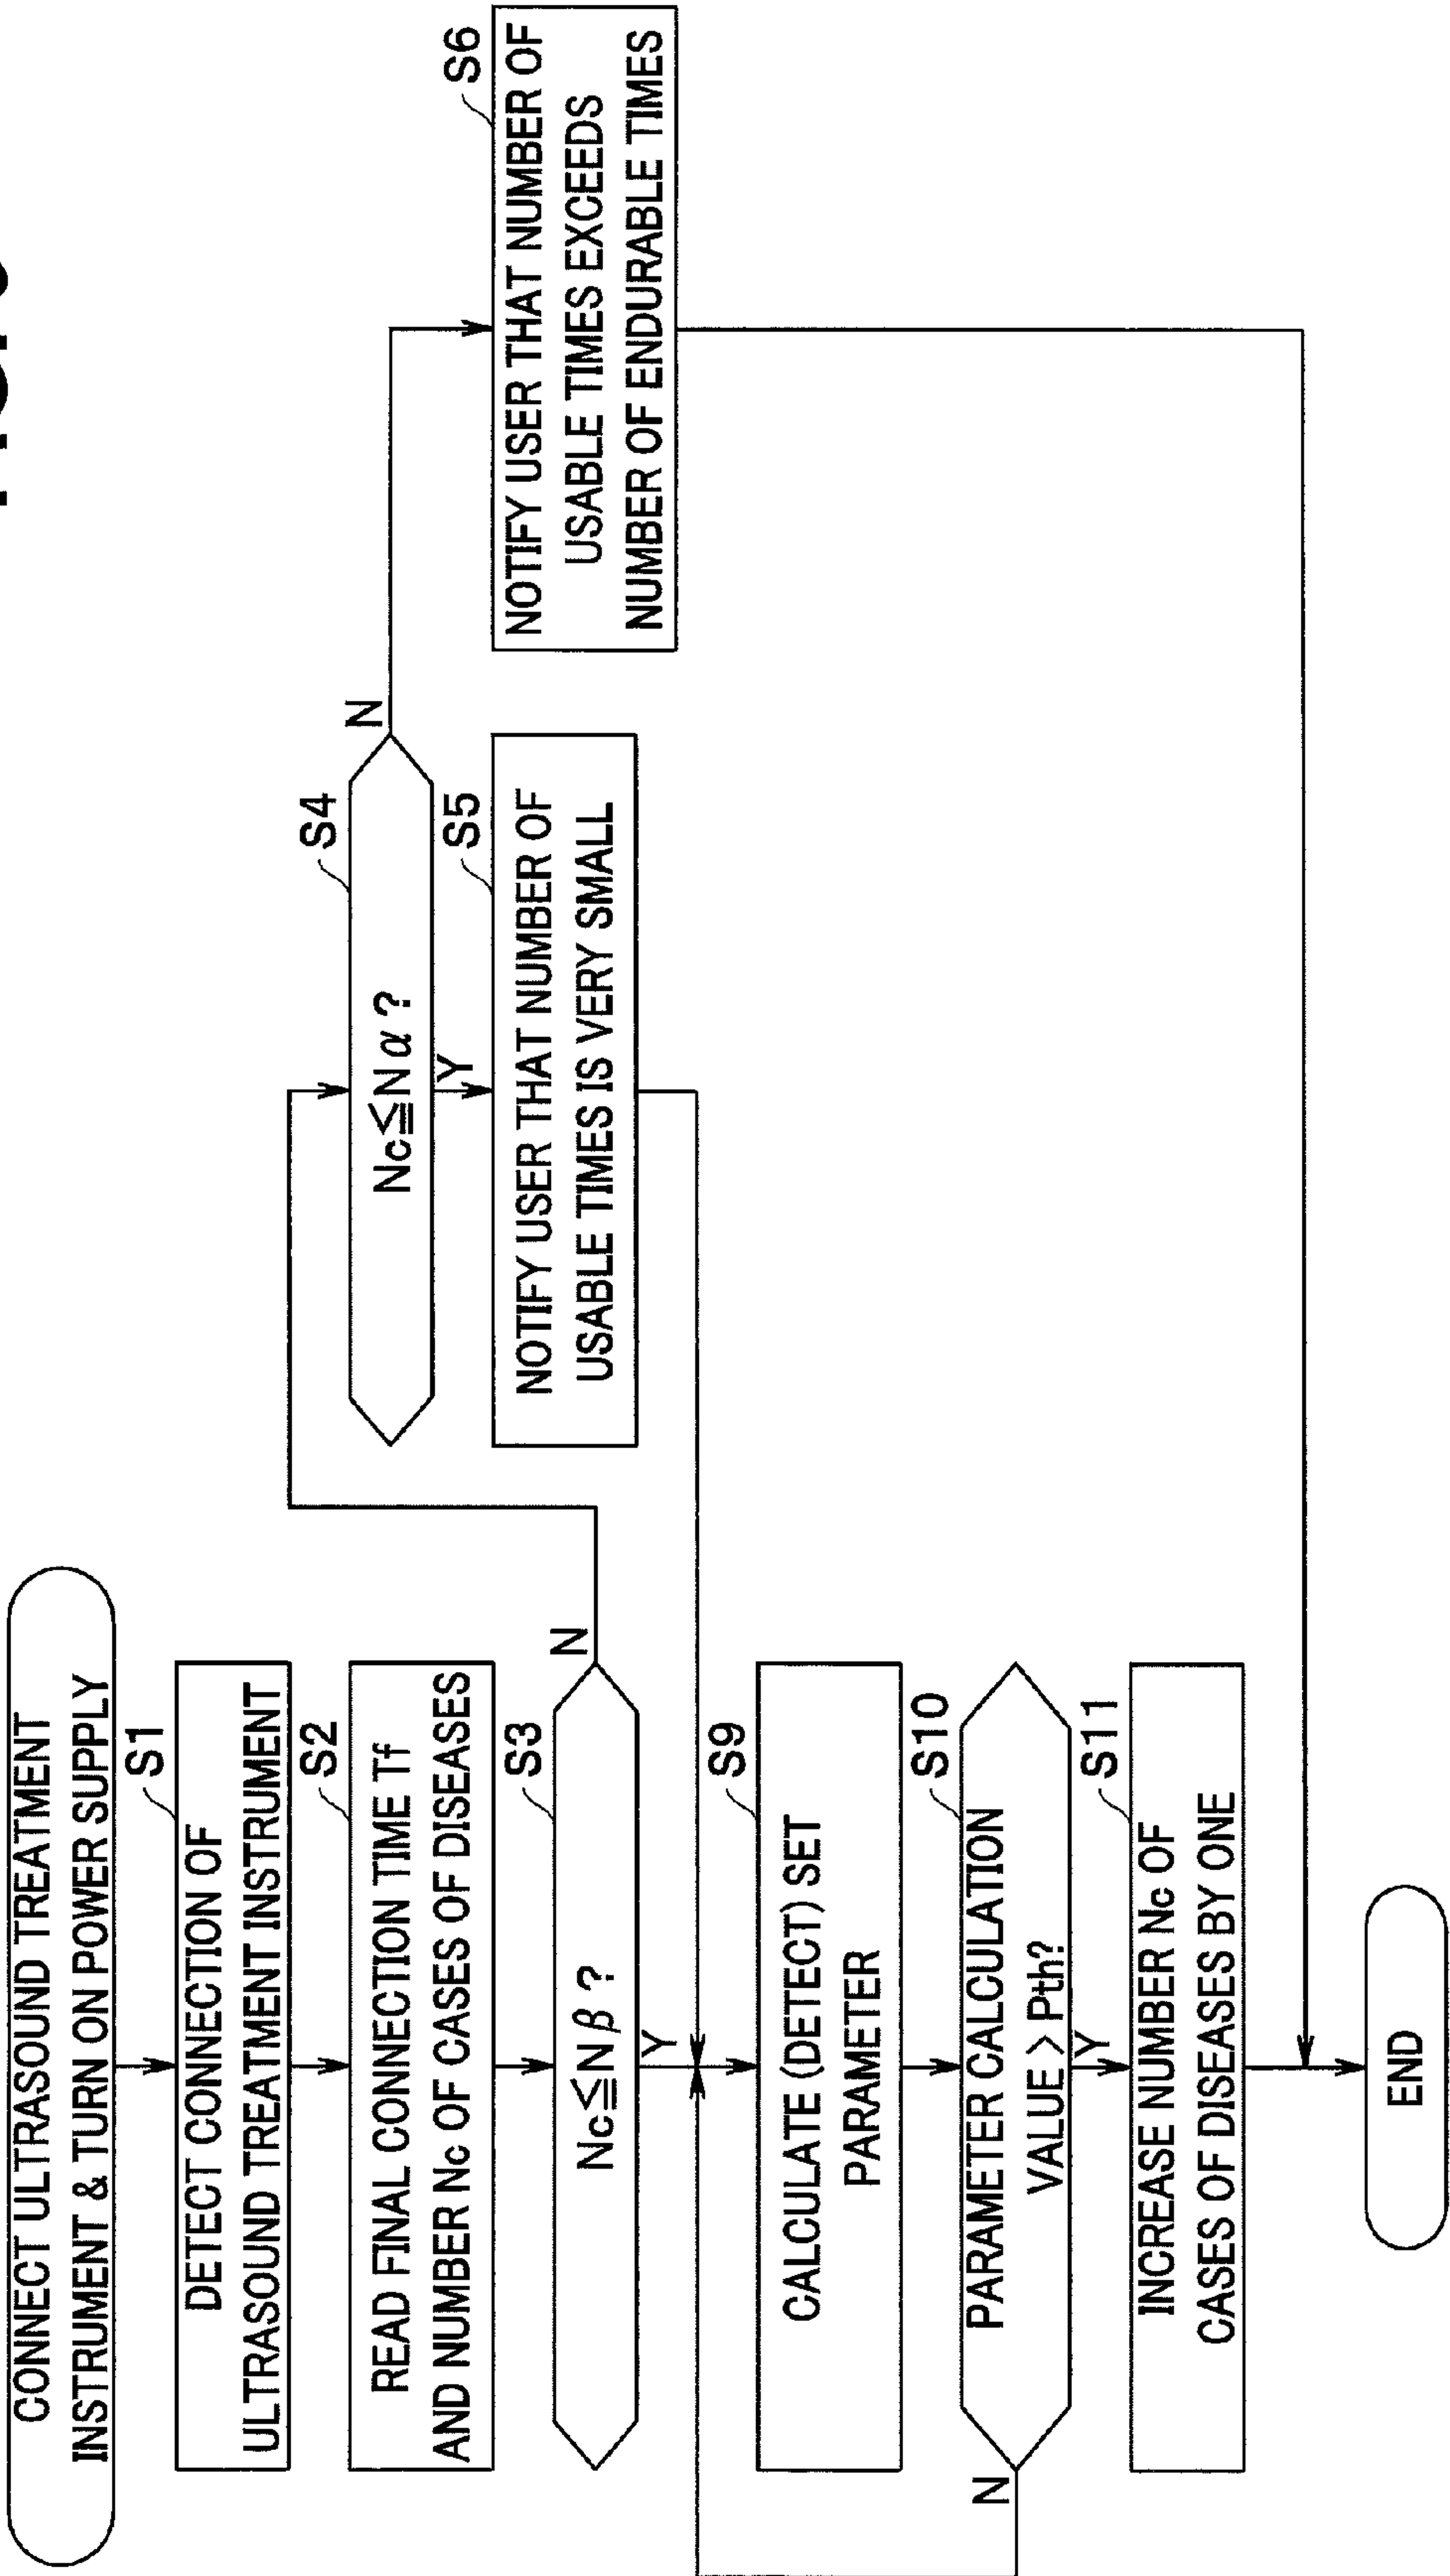 CONNECT ULTRASOUND TREATMENT
INSTRUMENT & TURN ON POWER SUPPLY
S1
DETECT CONNECTION OF
ULTRASOUND TREATMENT INSTRUMENT
S2
READ FINAL CONNECTION TIME Tf
AND NUMBER Nc OF CASES OF DISEASES
S3
Nc≦Nβ?
N
Y
S4
Nc≦Nα?
N
Y
S5
NOTIFY USER THAT NUMBER OF
USABLE TIMES IS VERY SMALL
S6
NOTIFY USER THAT NUMBER OF
USABLE TIMES EXCEEDS
NUMBER OF ENDURABLE TIMES
S9
CALCULATE (DETECT) SET
PARAMETER
S10
PARAMETER CALCULATION
VALUE > Pth?
N
Y
S11
INCREASE NUMBER Nc OF
CASES OF DISEASES BY ONE
END